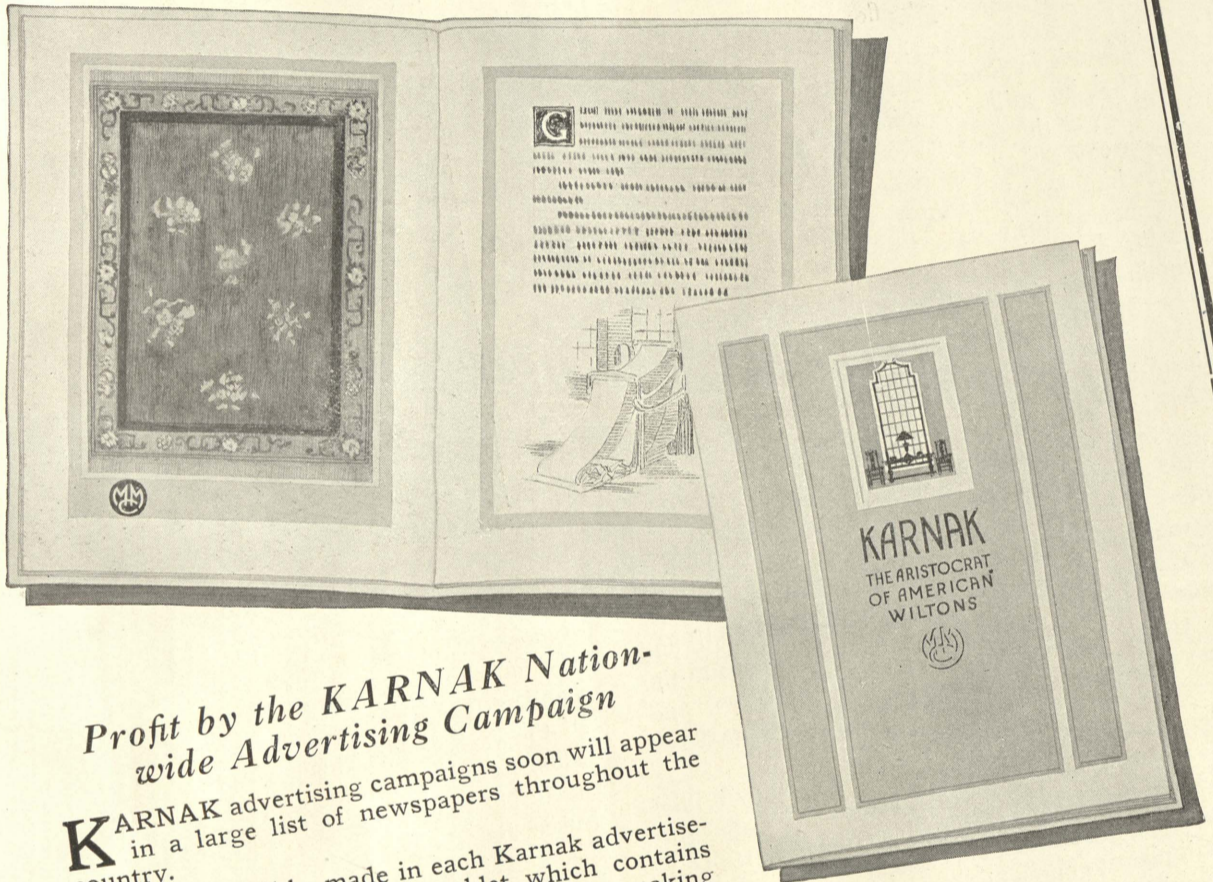 G
KARNAK
THE ARISTOCRAT
OF AMERICAN
WILTONS
Profit by the KARNAK Nation-
wide Advertising Campaign
KARNAK advertising campaigns soon will appear
in a large list of newspapers throughout the
country.
made in each Karnak advertise-
which contains